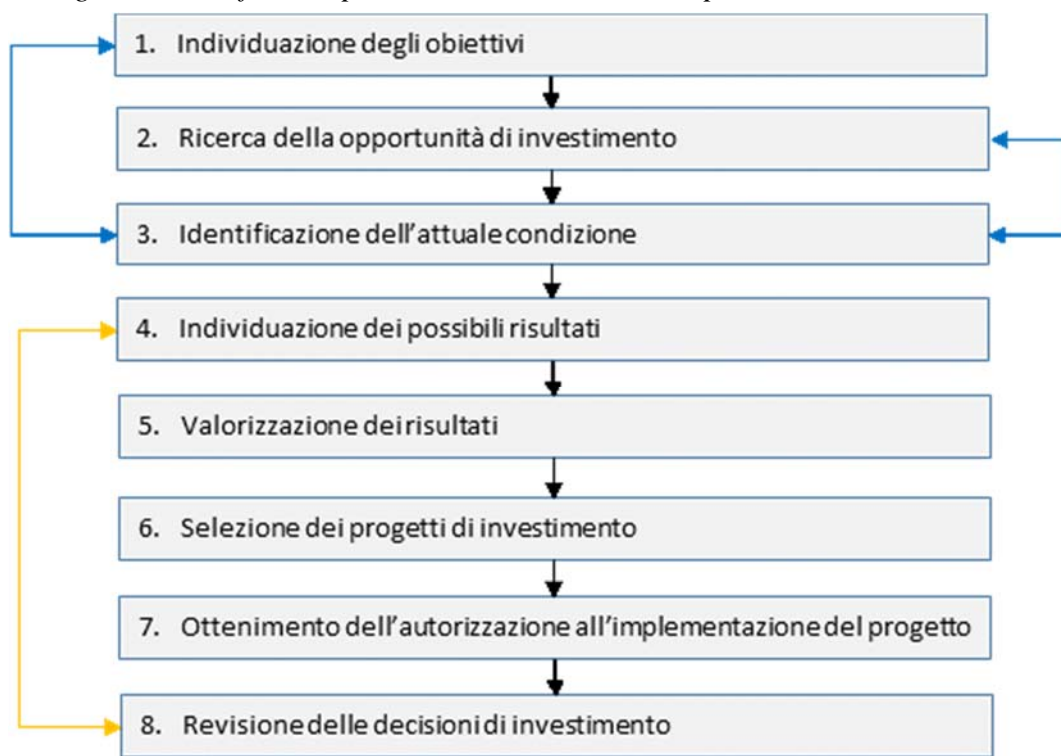 1. Individuazione degli obiettivi
2. Ricerca della opportunità di investimento
3. Identificazione dell'attuale condizione
4. Individuazione dei possibili risultati
5. Valorizzazione dei risultati
6. Selezione dei progetti di investimento
7. Ottenimento dell'autorizzazione all'implementazione del progetto
8. Revisione delle decisioni di investimento